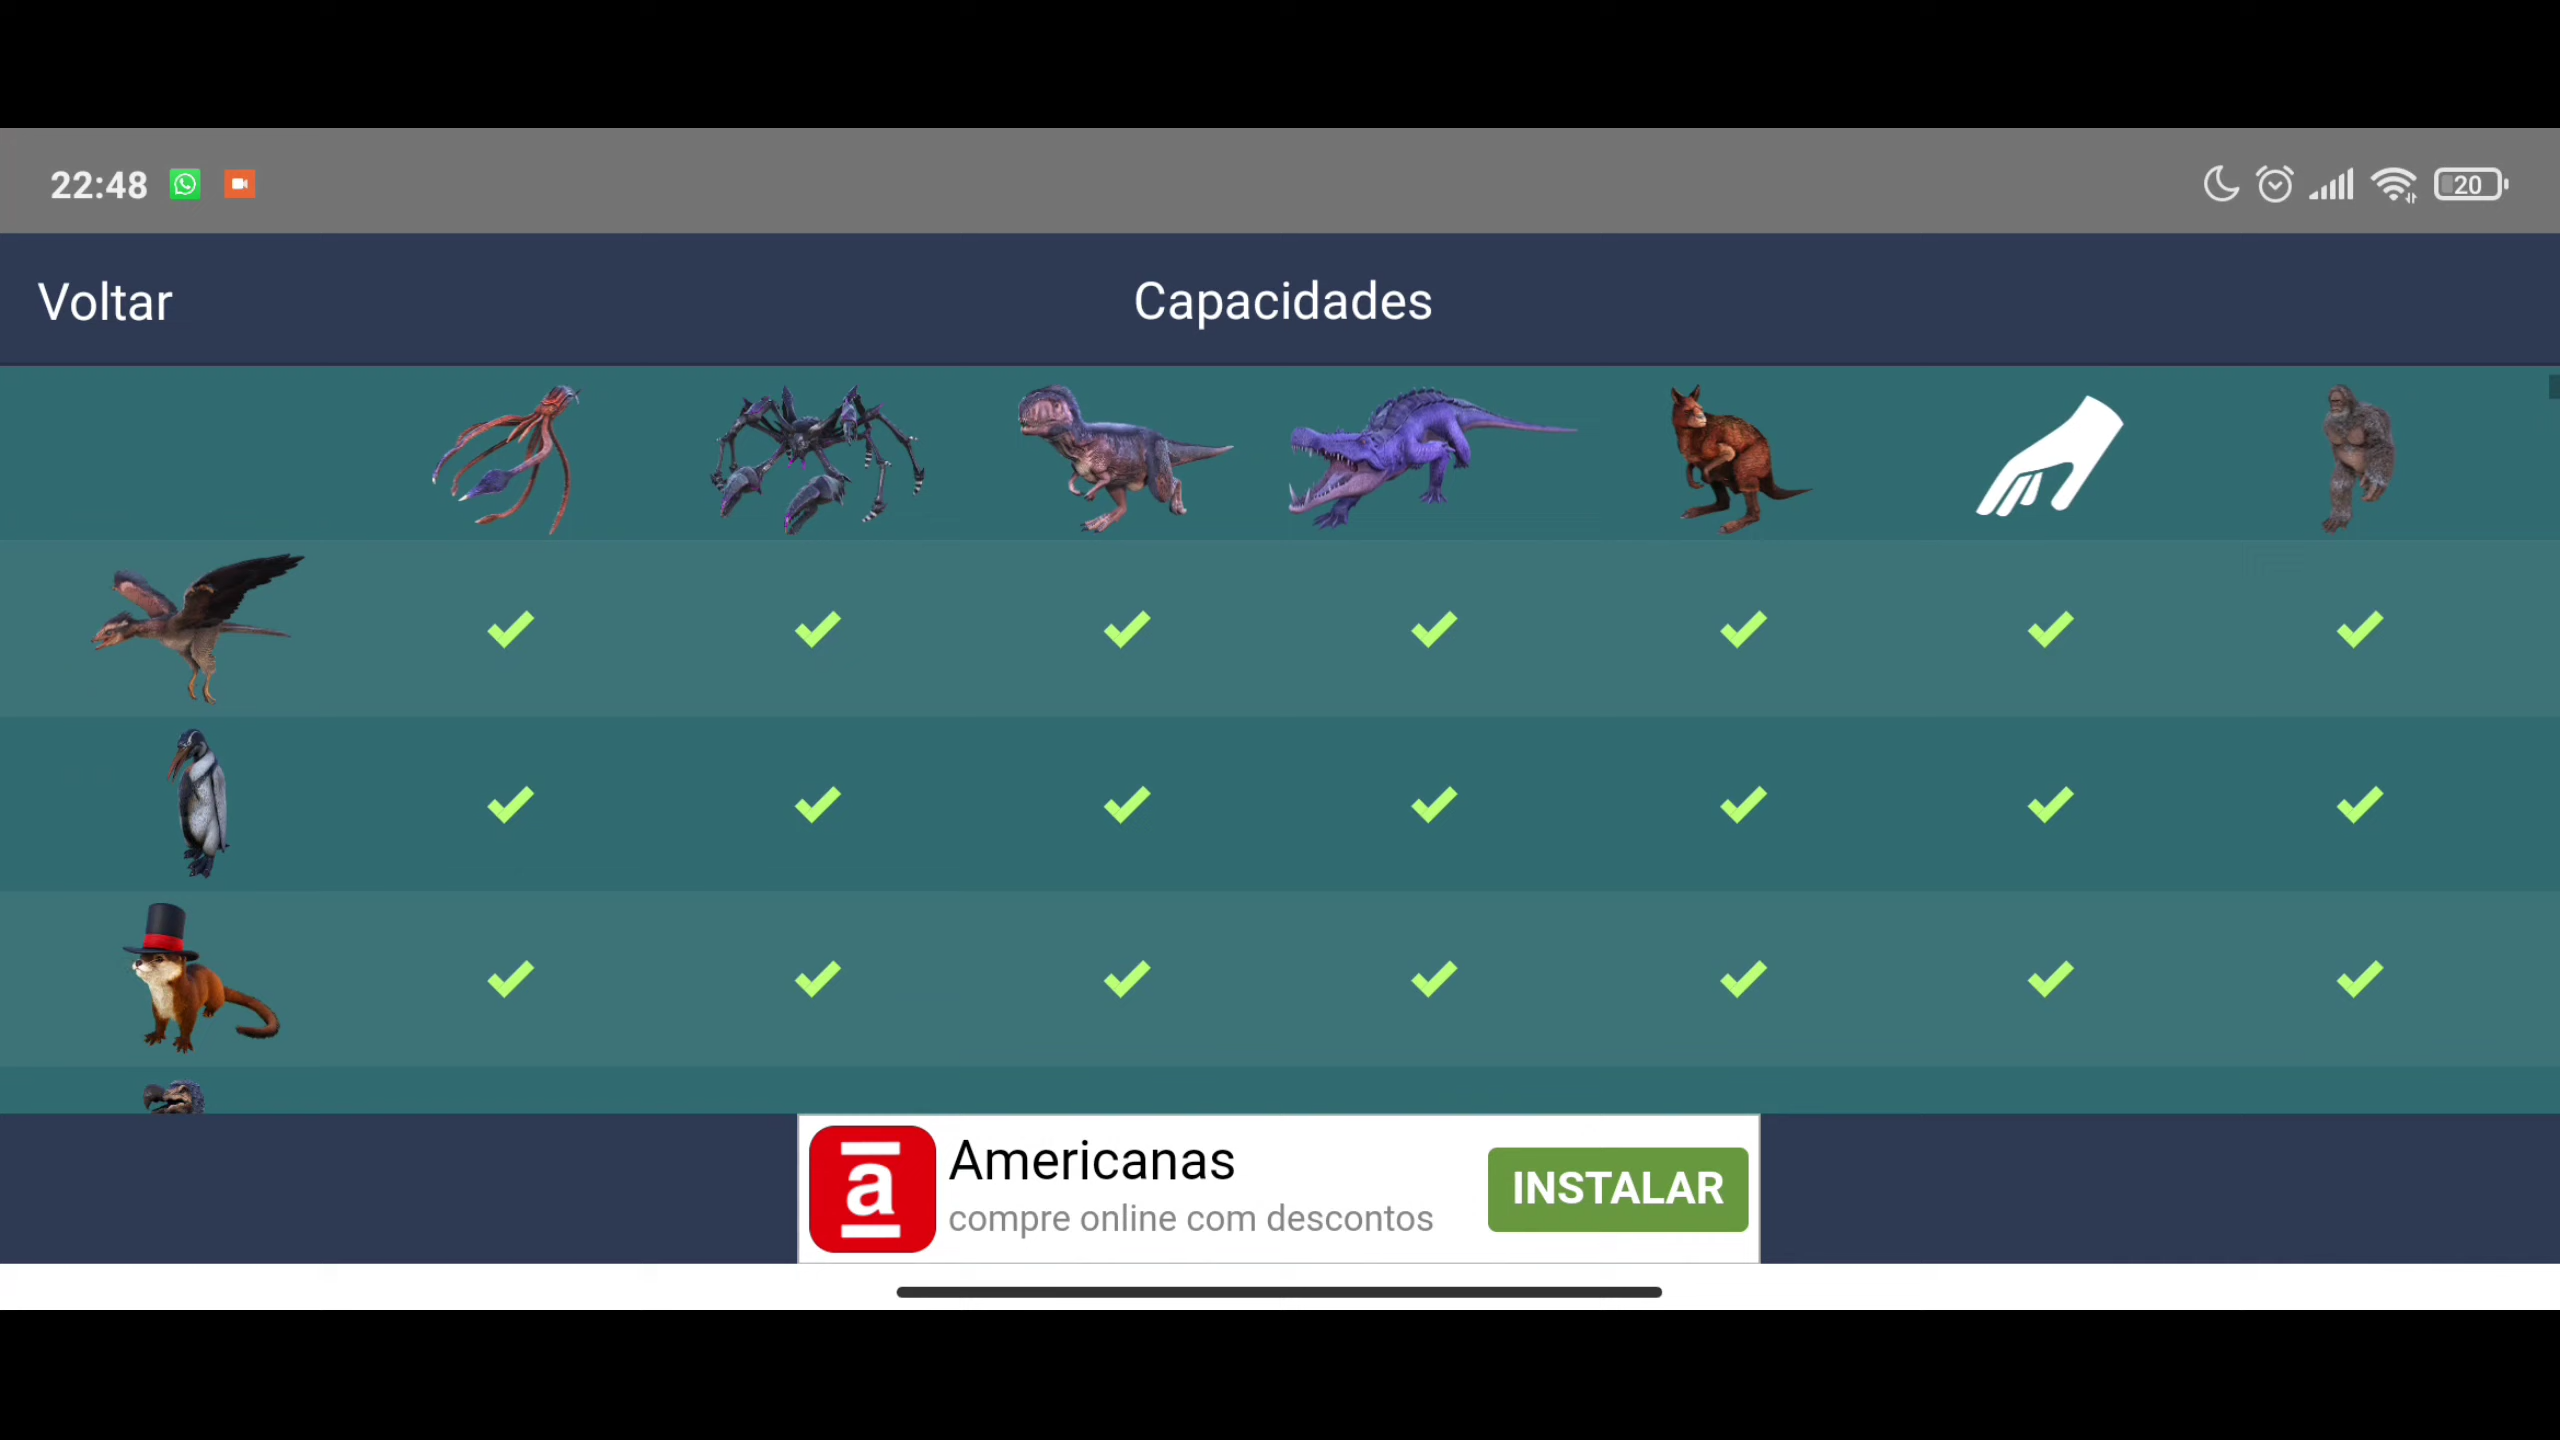 22:48
20
Voltar
Capacidades
a
Americanas
compre online com descontos
INSTALAR